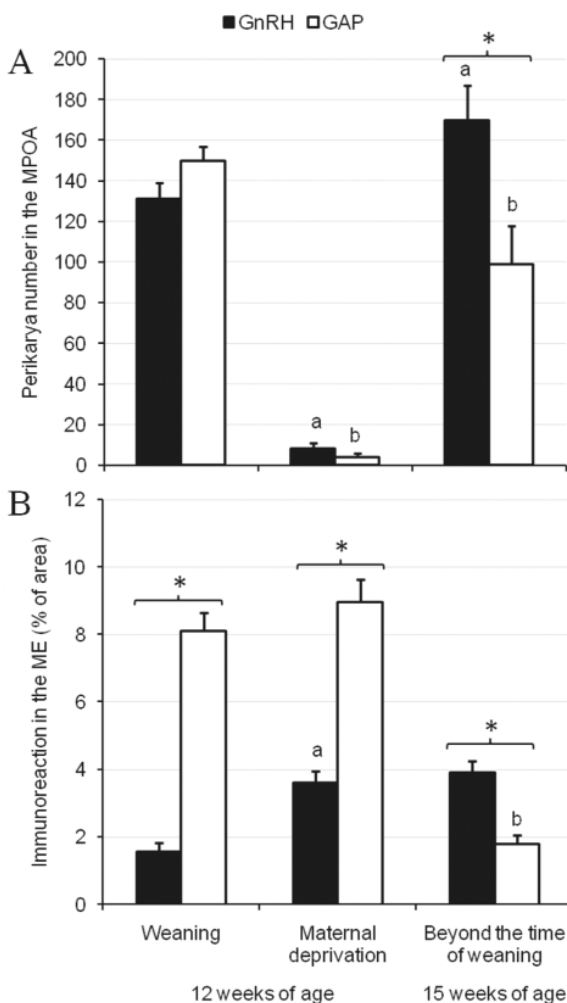 GnRH GAP
A
Perikarya number in the MPOA
200
180
160
140
120
100
80
60
40
20
0
a
b
*
a
b
B
Immunoreaction in the ME (% of area)
12
10
8
6
4
2
0
*
*
a
*
b
Weaning
Maternal
deprivation
Beyond the time
of weaning
12 weeks of age
15 weeks of age